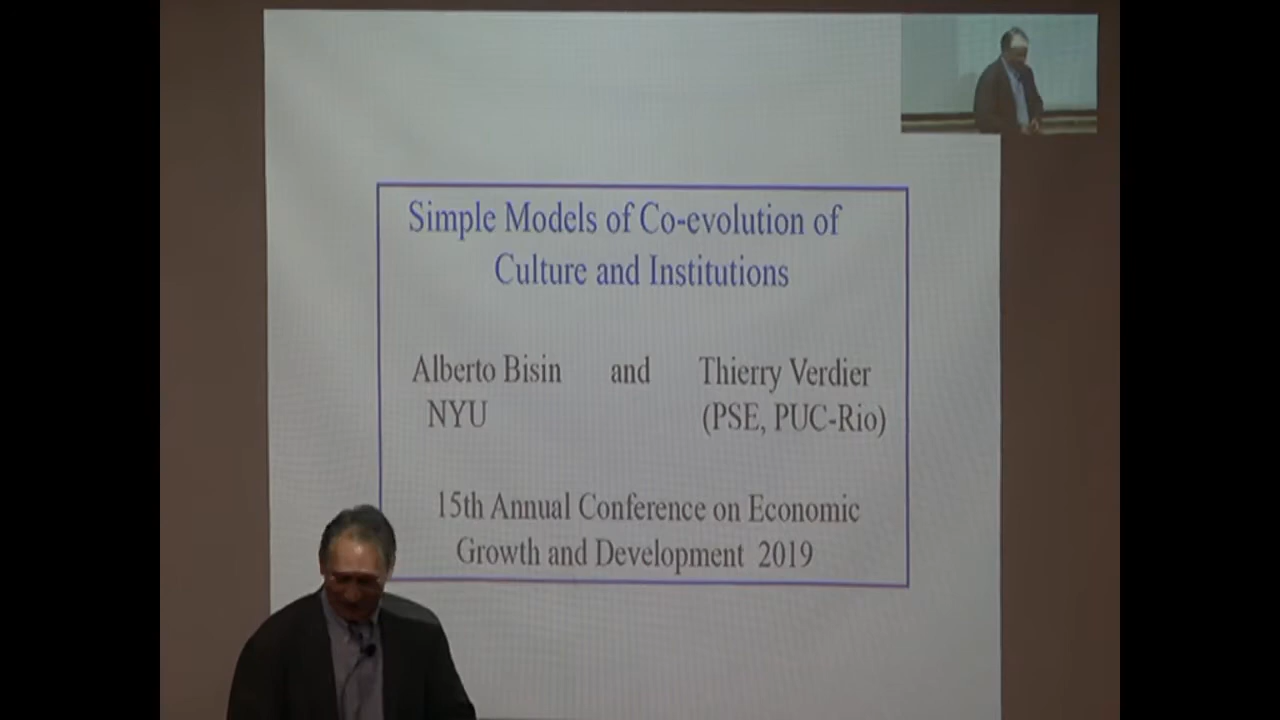 Simple Models of Co-evolution of
Culture and Institutions
Alberto Bisin and Thierry Verdier
NYU (PSE, PUC-Rio)
15th Annual Conference on Economic
Growth and Development 2019